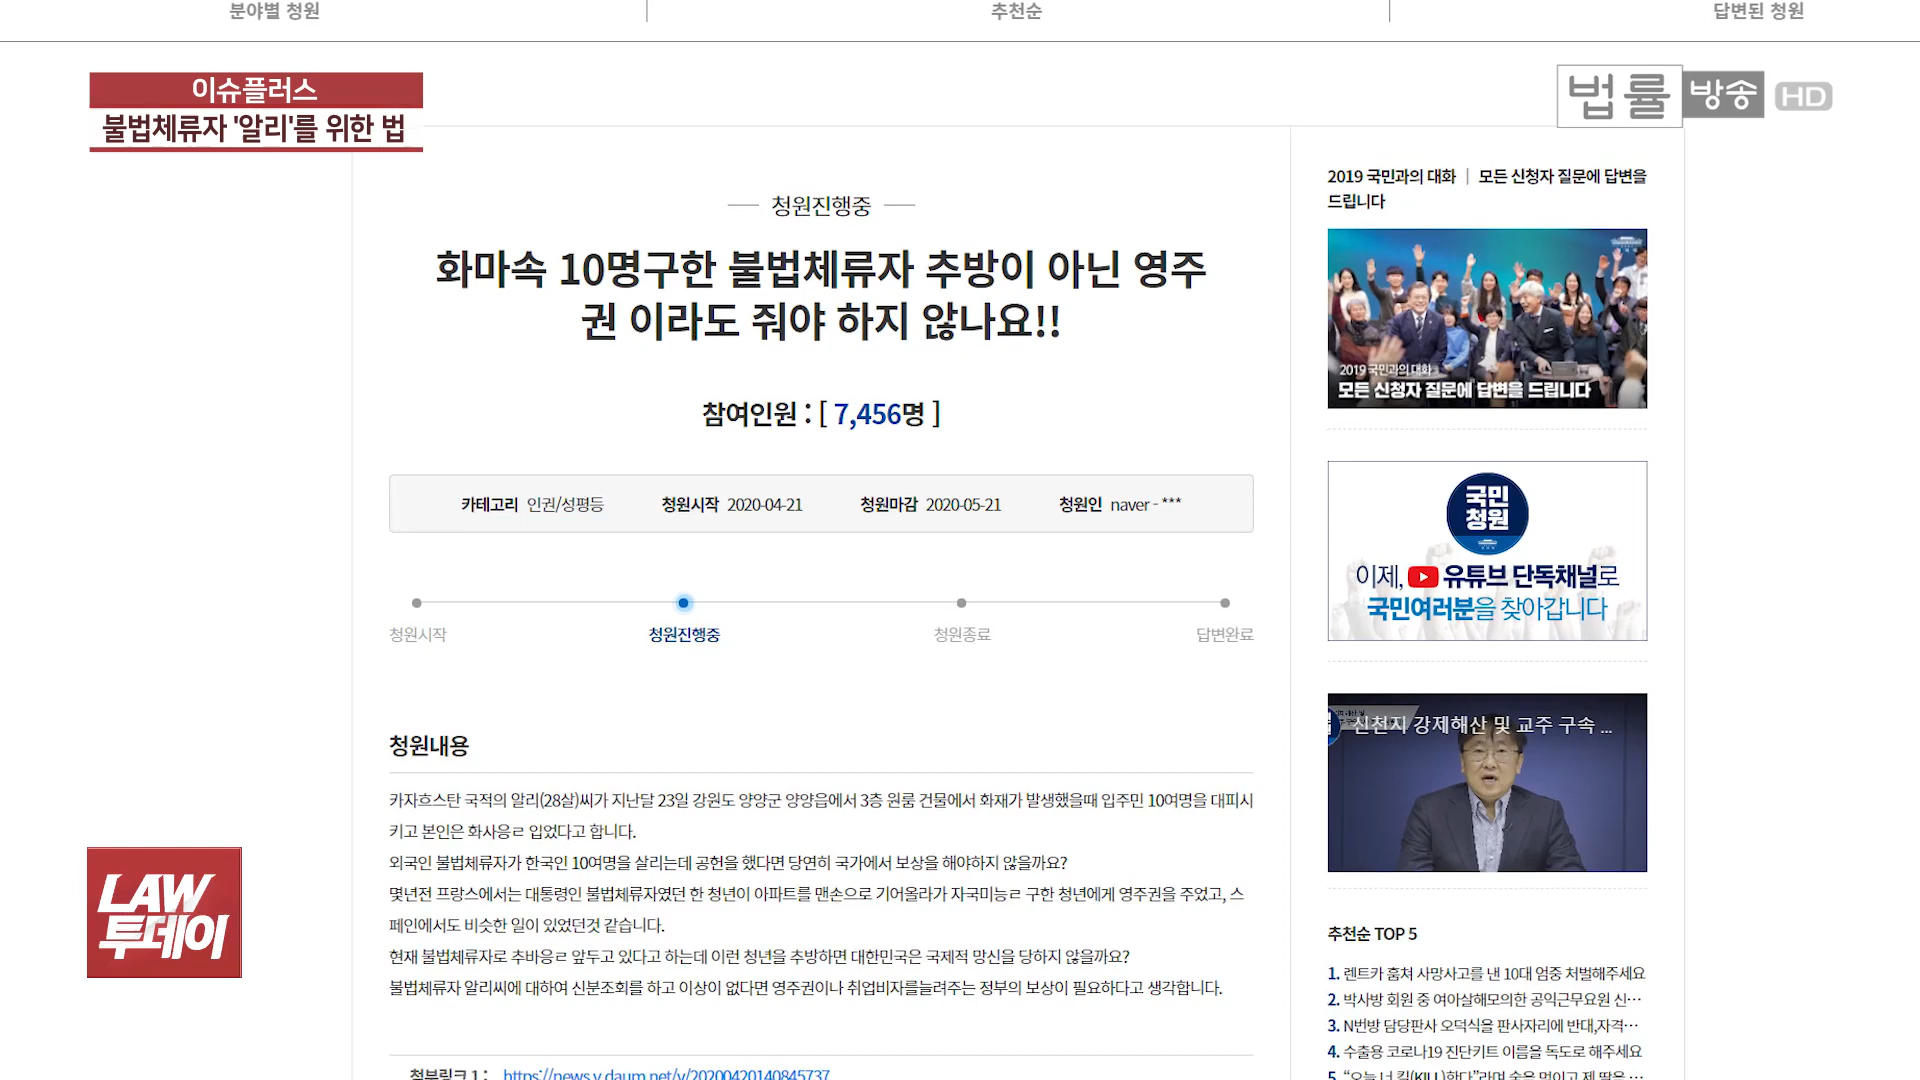 분야별 청원
추천순
답변된 청원
이슈플러스
불법체류자 '알리'를 위한 법
법률방송 HD
청원진행중
화마속 10명구한 불법체류자 추방이 아닌 영주
권 이라도 줘야 하지 않나요!!
참여인원 : [ 7,456명 ]
카테고리 인권/성평등 청원시작 2020-04-21 청원마감 2020-05-21 청원인 naver - ***
청원시작
청원진행중
청원종료
답변완료
청원내용
카자흐스탄 국적의 알리(28살)씨가 지난달 23일 강원도 양양군 양양읍에서 3층 원룸 건물에서 화재가 발생했을때 입주민 10여명을 대피시
키고 본인은 화사응ㄹ 입었다고 합니다.
외국인 불법체류자가 한국인 10여명을 살리는데 공헌을 했다면 당연히 국가에서 보상을 해야하지 않을까요?
몇년전 프랑스에서는 대통령인 불법체류자였던 한 청년이 아파트를 맨손으로 기어올라가 자국미능ㄹ 구한 청년에게 영주권을 주었고, 스
페인에서도 비슷한 일이 있었던것 같습니다.
현재 불법체류자로 추바응ㄹ 앞두고 있다고 하는데 이런 청년을 추방하면 대한민국은 국제적 망신을 당하지 않을까요?
불법체류자 알리씨에 대하여 신분조회를 하고 이상이 없다면 영주권이나 취업비자를늘려주는 정부의 보상이 필요하다고 생각합니다.
첨부링크 1 : https://news.v.daum.net/v/20200420140845737
2019 국민과의 대화 | 모든 신청자 질문에 답변을
드립니다
2019 국민과의 대화
모든 신청자 질문에 답변을 드립니다
국민
청원
이제, 유튜브 단독채널로
국민여러분을 찾아갑니다
신천지 강제해산 및 교주 구속 ...
추천순 TOP 5
1. 렌트카 훔쳐 사망사고를 낸 10대 엄중 처벌해주세요
2. 박사방 회원 중 여아살해모의한 공익근무요원 신…
3. N번방 담당판사 오덕식을 판사자리에 반대,자격…
4. 수출용 코로나19 진단키트 이름을 독도로 해주세요
5. “오늘 너 킬(KILL)한다”라며 술을 먹이고 제 딸을 …
LAW
투데이